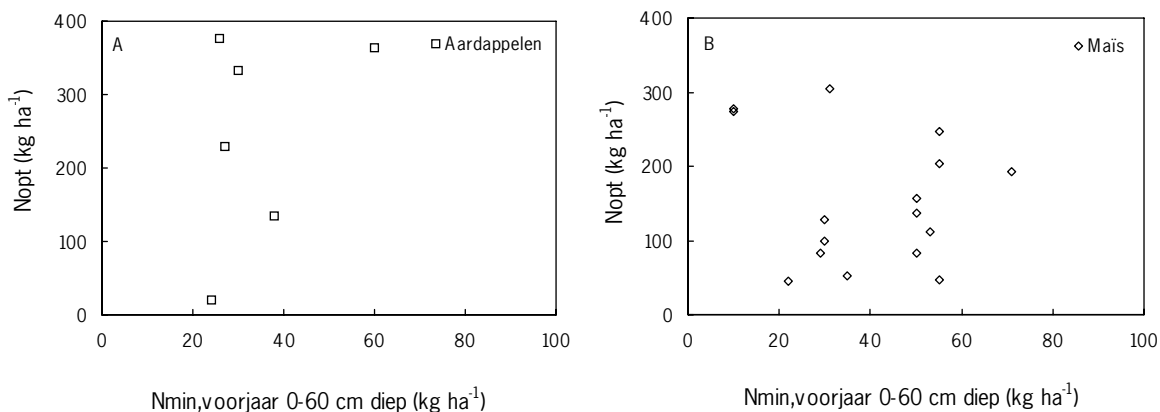 A
Aardappelen
400
300
200
100
0
Nopt (kg ha⁻¹)
0 20 40 60 80 100
Nmin,voorjaar 0-60 cm diep (kg ha⁻¹)
B
Maïs
400
300
200
100
0
Nopt (kg ha⁻¹)
0 20 40 60 80 100
Nmin,voorjaar 0-60 cm diep (kg ha⁻¹)